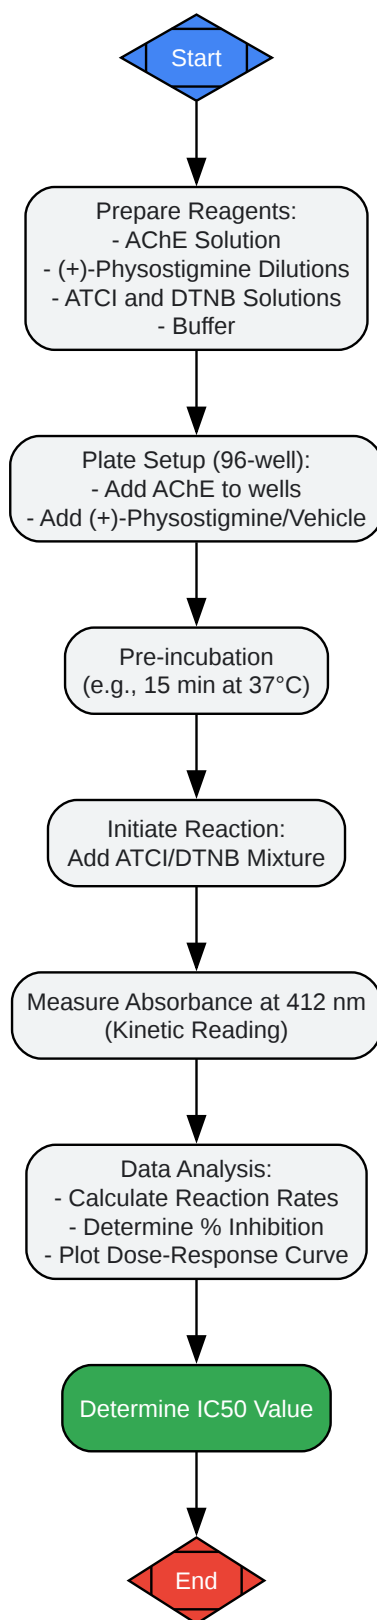 Start
Prepare Reagents:
- AChE Solution
- (+)-Physostigmine Dilutions
- ATCI and DTNB Solutions
- Buffer
Plate Setup (96-well):
- Add AChE to wells
- Add (+)-Physostigmine/Vehicle
Pre-incubation
(e.g., 15 min at 37°C)
Initiate Reaction:
Add ATCI/DTNB Mixture
Measure Absorbance at 412 nm
(Kinetic Reading)
Data Analysis:
- Calculate Reaction Rates
- Determine % Inhibition
- Plot Dose-Response Curve
Determine IC50 Value
End